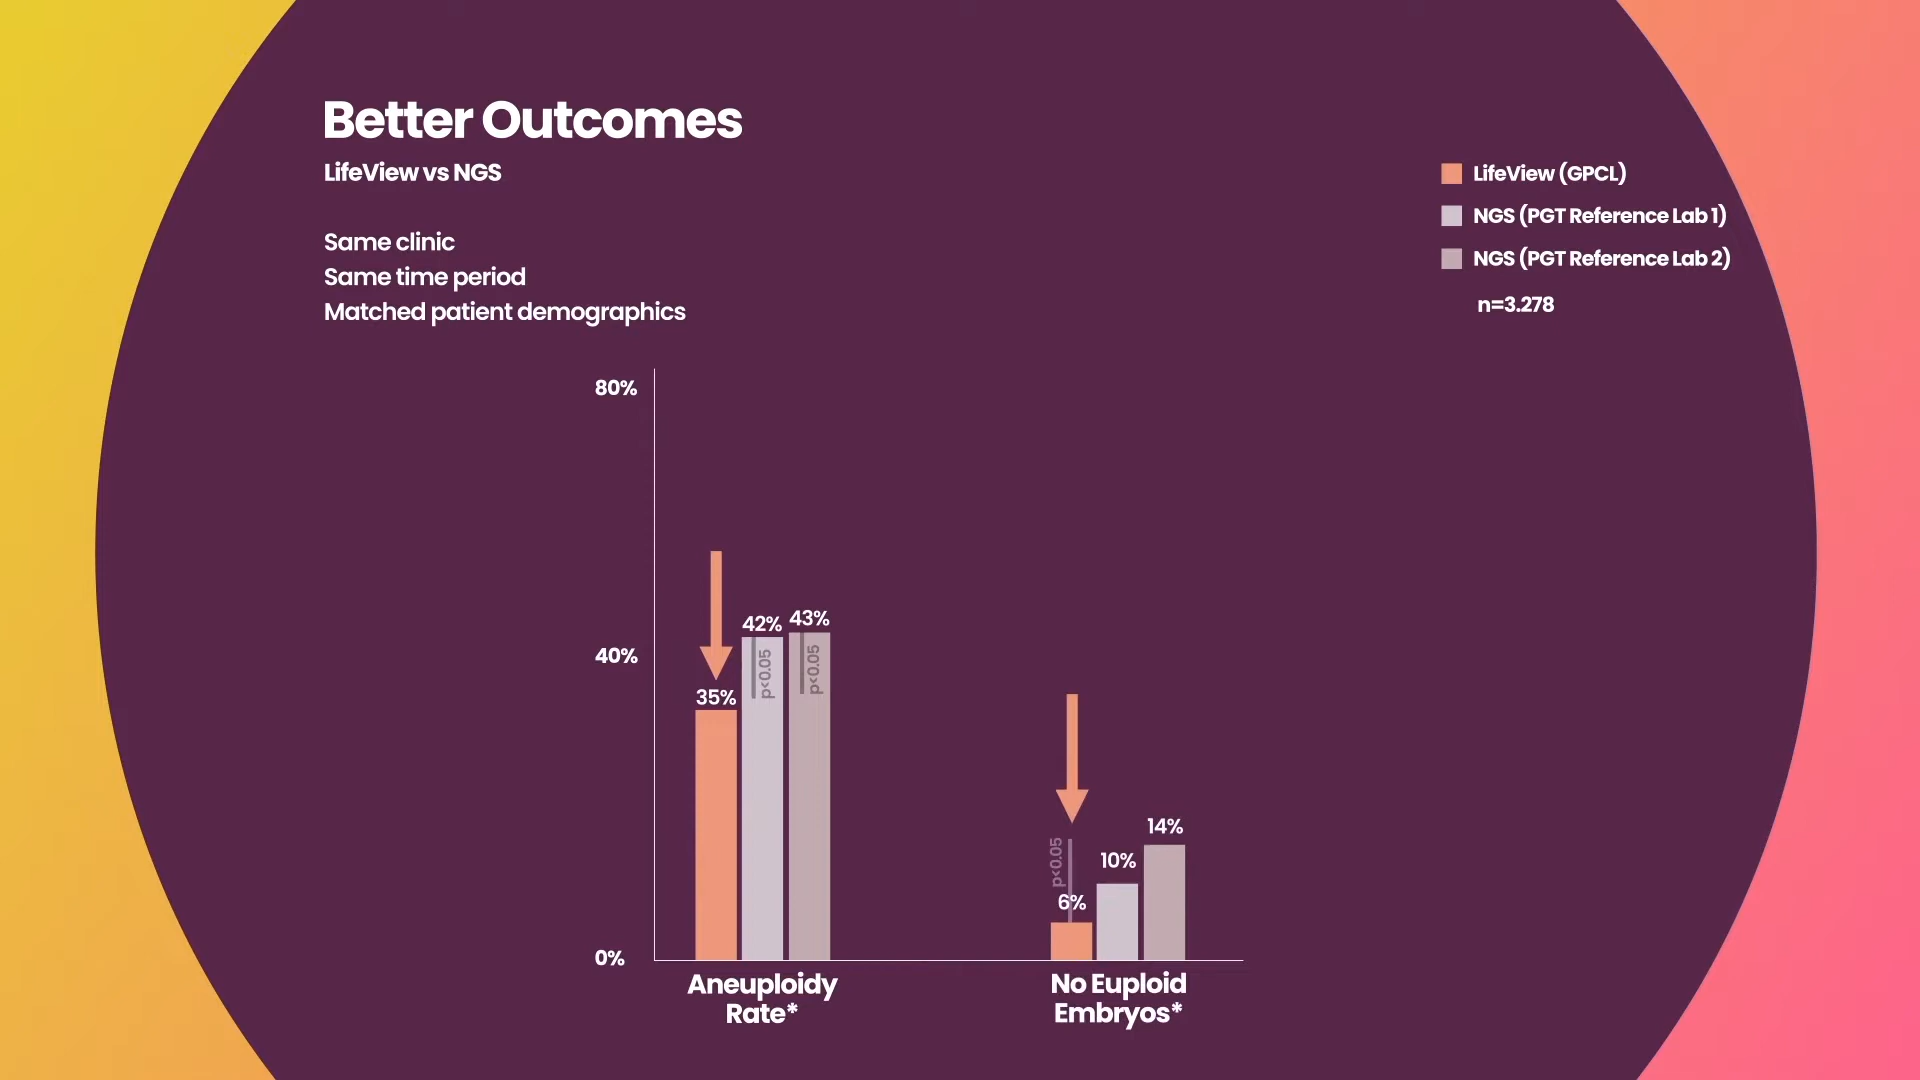 Better Outcomes
LifeView vs NGS
Same clinic
Same time period
Matched patient demographics
LifeView (GPCL)
NGS (PGT Reference Lab 1)
NGS (PGT Reference Lab 2)
n=3.278
80%
40%
0%
35%
42%
43%
p<0.05
p<0.05
p<0.05
6%
10%
14%
Aneuploidy
Rate*
No Euploid
Embryos*